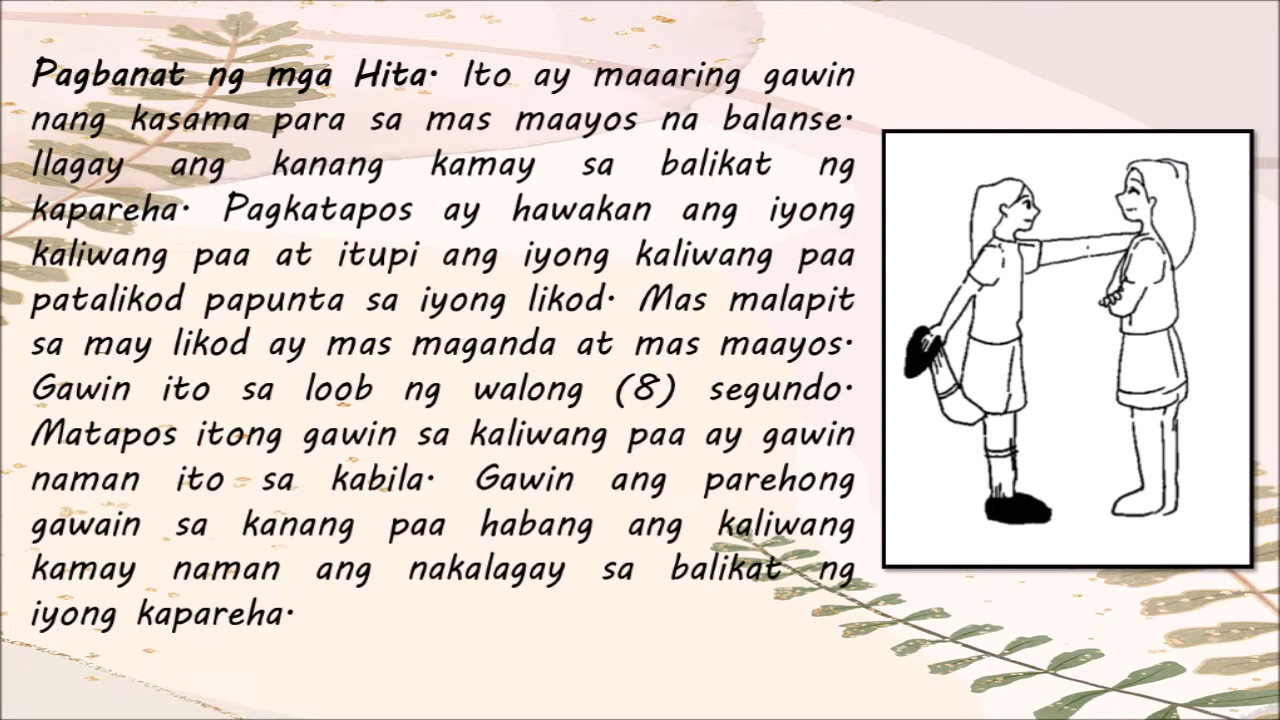 Pagbanat ng mga Hita. Ito ay maaaring gawin
nang kasama para sa mas maayos na balanse.
Ilagay ang kanang kamay sa balikat ng
kapareha. Pagkatapos ay hawakan ang iyong
kaliwang paa at itupi ang iyong kaliwang paa
patalikod papunta sa iyong likod. Mas malapit
sa may likod ay mas maganda at mas maayos.
Gawin ito sa loob ng walong (8) segundo.
Matapos itong gawin sa kaliwang paa ay gawin
naman ito sa kabila. Gawin ang parehong
gawain sa kanang paa habang ang kaliwang
kamay naman ang nakalagay sa balikat ng
iyong kapareha.